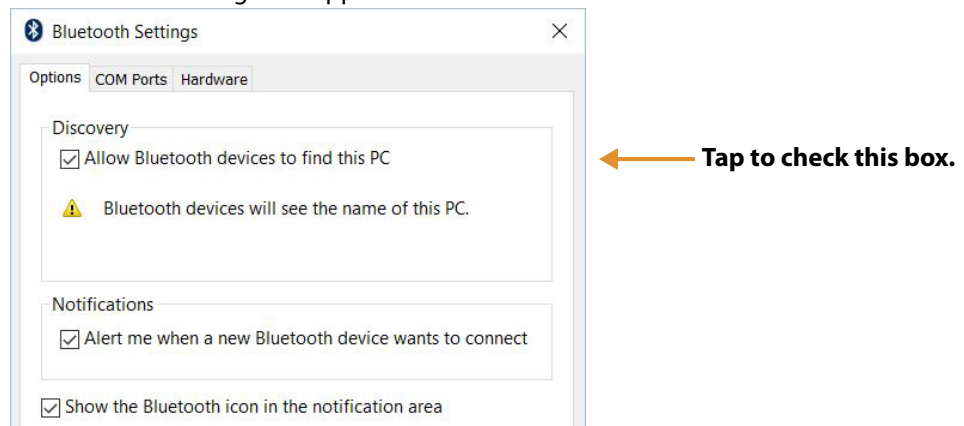 Bluetooth Settings
Options COM Ports Hardware
Discovery
Allow Bluetooth devices to find this PC
Tap to check this box.
Bluetooth devices will see the name of this PC.
Notifications
Alert me when a new Bluetooth device wants to connect
Show the Bluetooth icon in the notification area